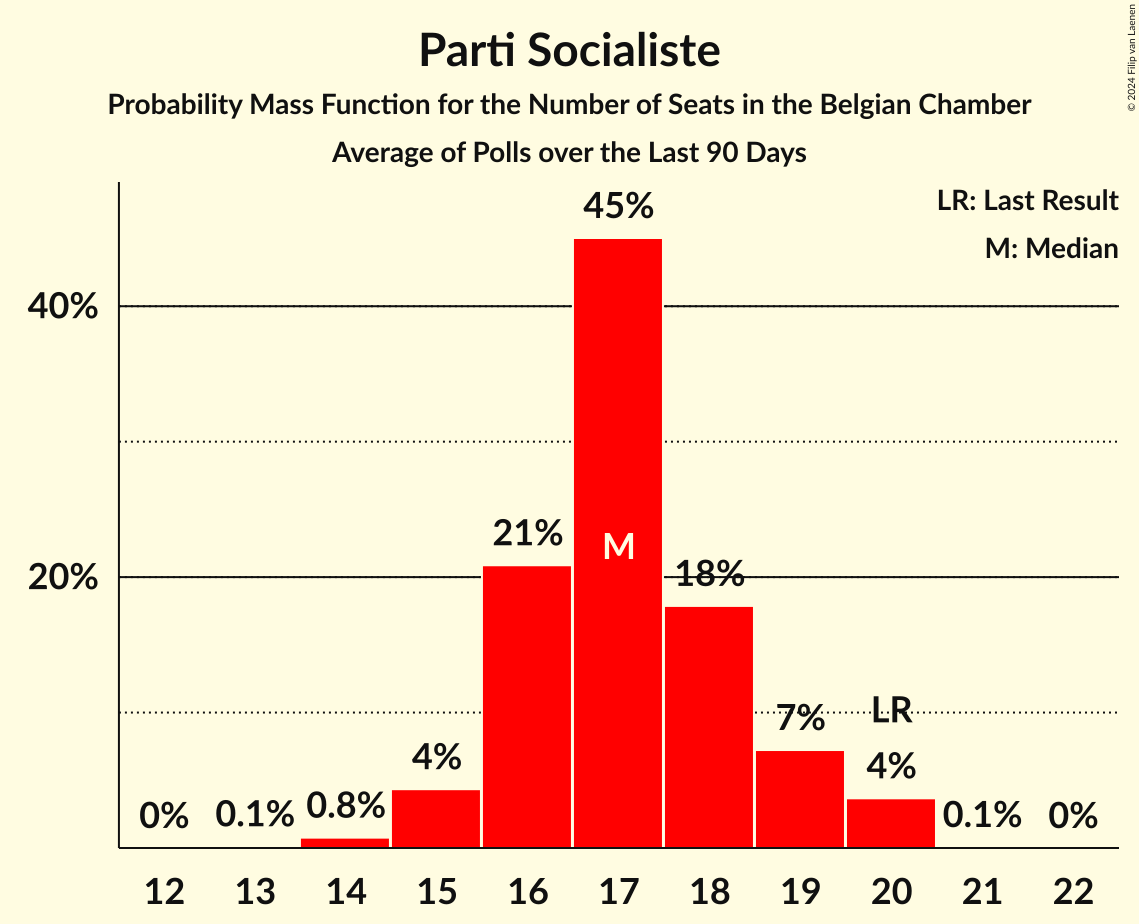 Parti Socialiste
Probability Mass Function for the Number of Seats in the Belgian Chamber
Average of Polls over the Last 90 Days
© 2024 Filip van Laenen
LR: Last Result
M: Median
45%
40%
21%
M
18%
20%
7%
LR
4%
4%
0%
0.1%
0.8%
0.1%
0%
12 13 14 15 16 17 18 19 20 21 22